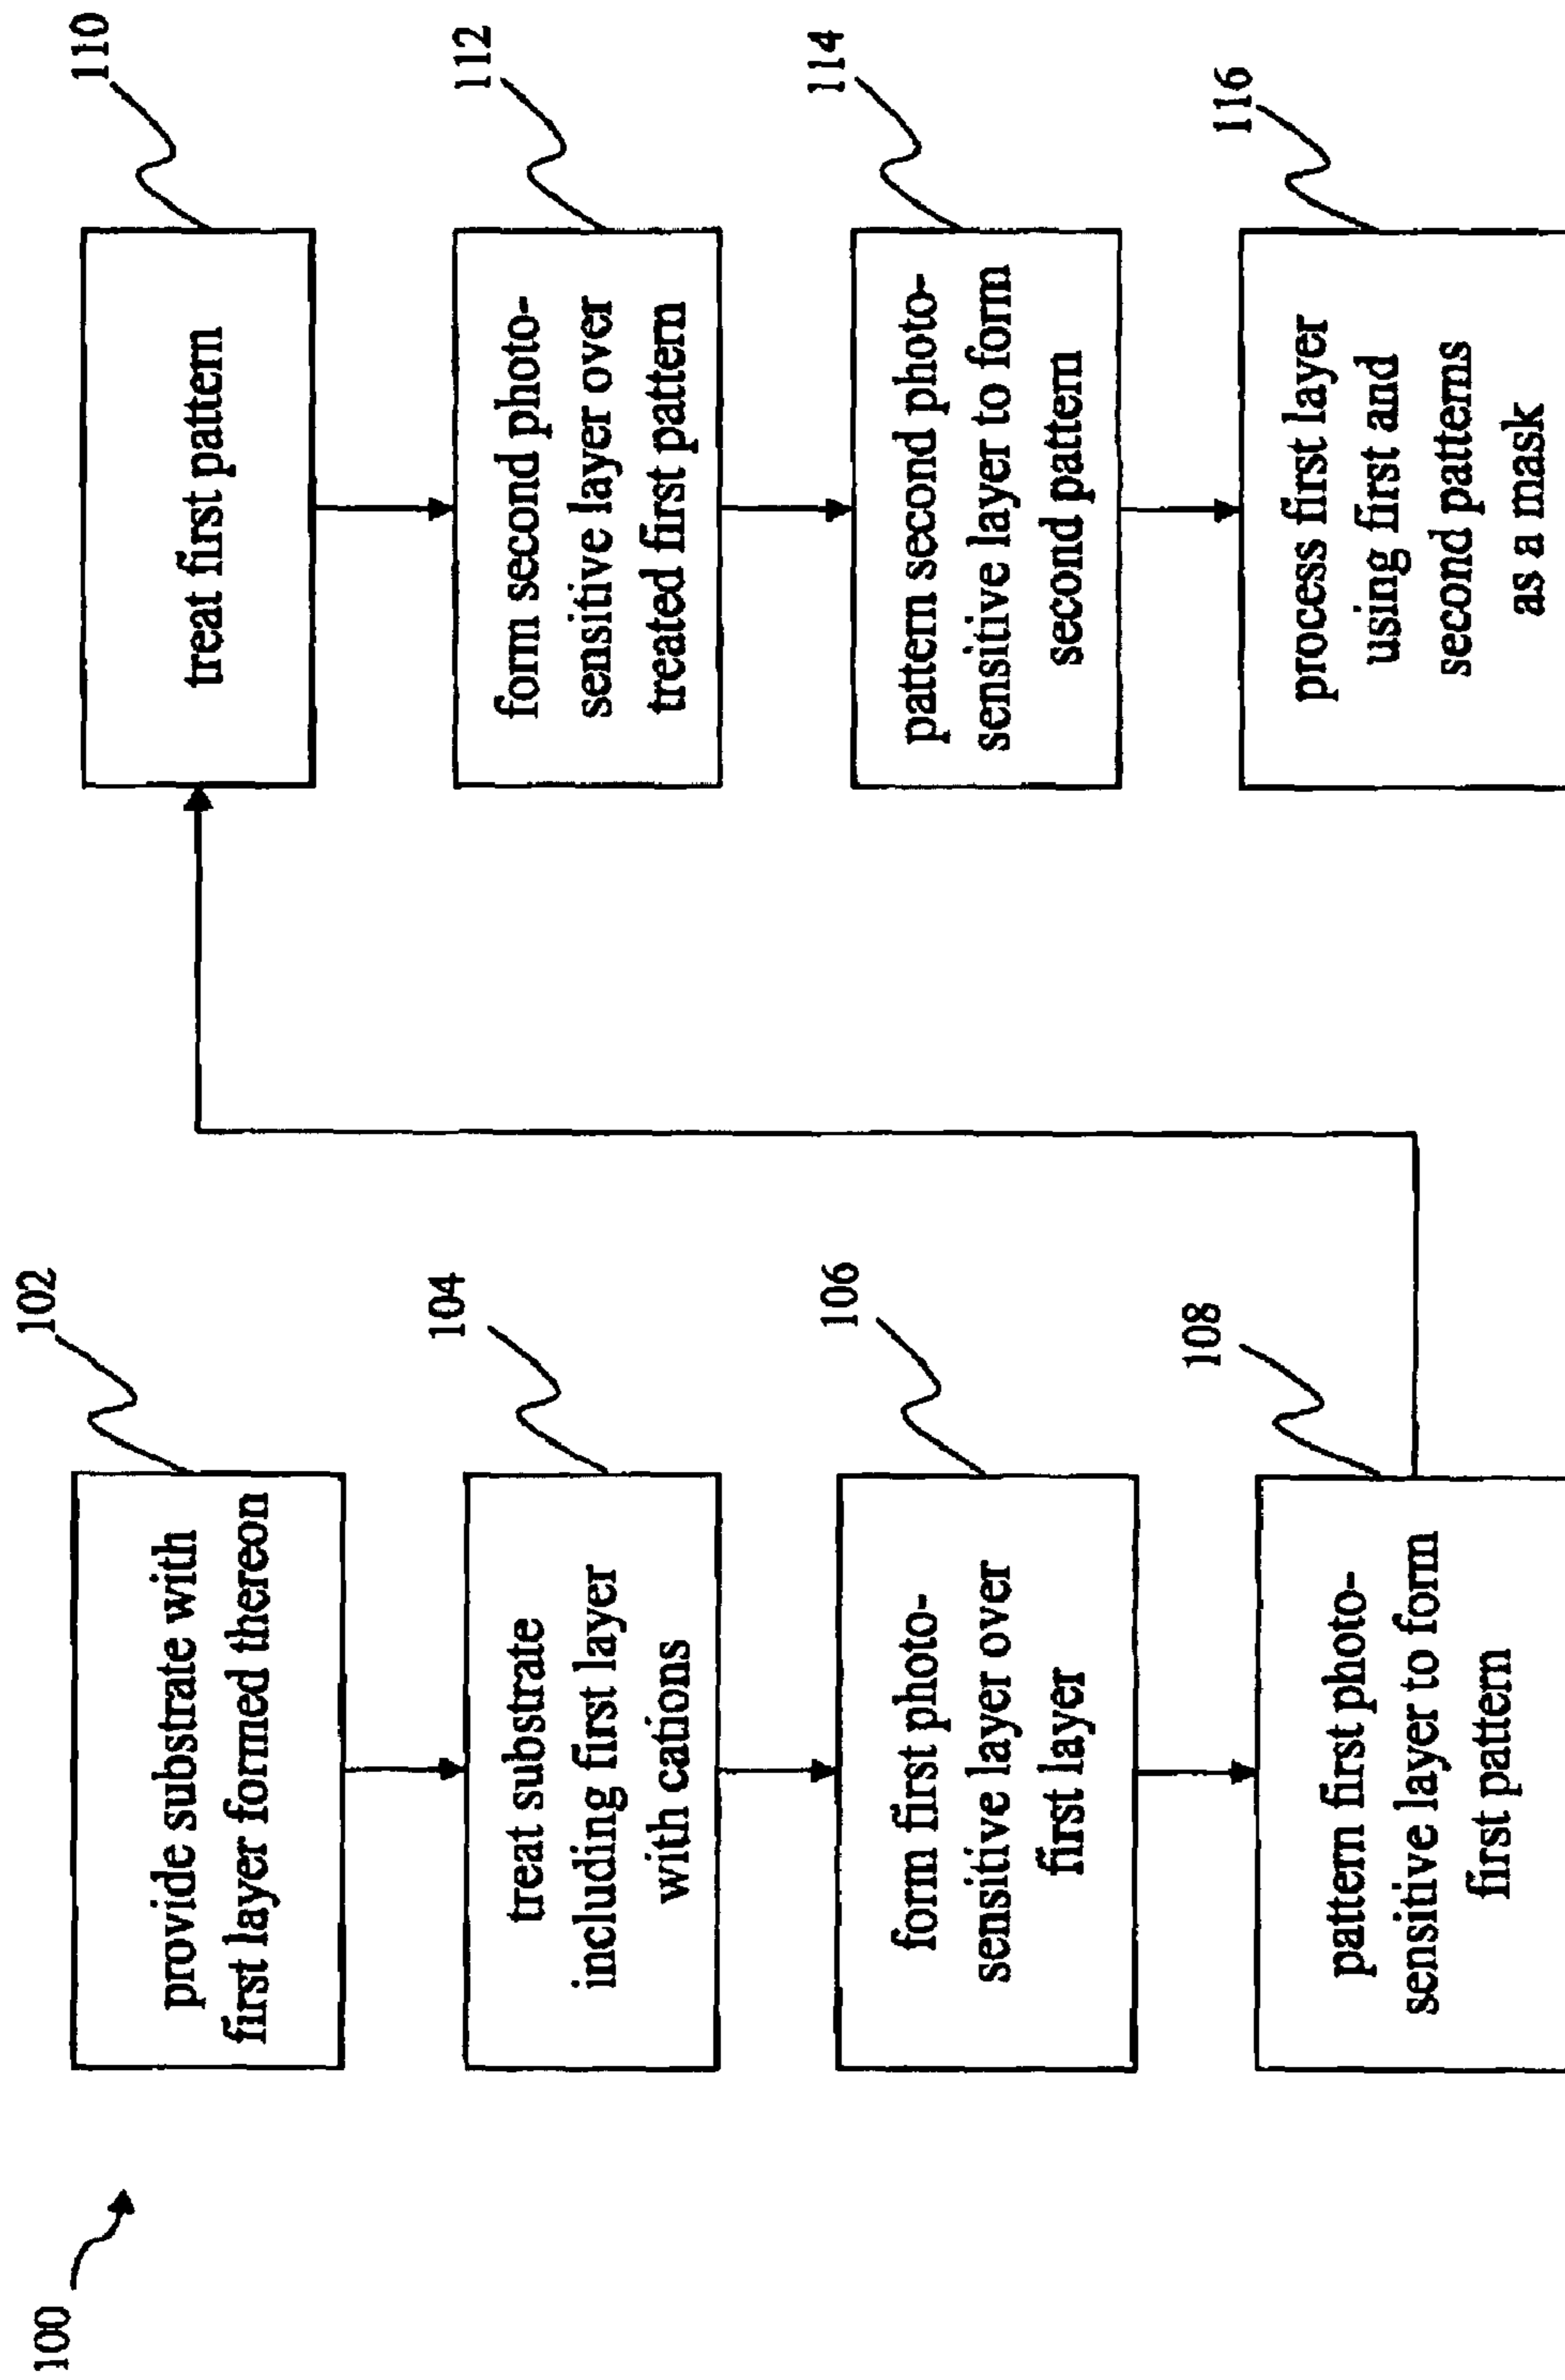 100
102
provide substrate with
first layer formed thereon
104
treat substrate
including first layer
with cations
106
form first photo-
sensitive layer over
first layer
108
pattern first photo-
sensitive layer to form
first pattern
110
treat first pattern
112
form second photo-
sensitive layer over
treated first pattern
114
pattern second photo-
sensitive layer to form
second pattern
116
process first layer
using first and
second patterns
as a mask